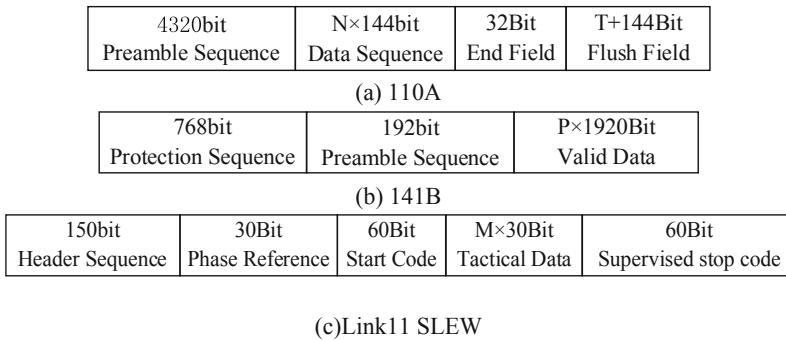 4320bit N×144bit 32Bit T+144Bit
Preamble Sequence Data Sequence End Field Flush Field
(a) 110A
768bit 192bit P×1920Bit
Protection Sequence Preamble Sequence Valid Data
(b) 141B
150bit 30Bit 60Bit M×30Bit 60Bit
Header Sequence Phase Reference Start Code Tactical Data Supervised stop code
(c)Link11 SLEW